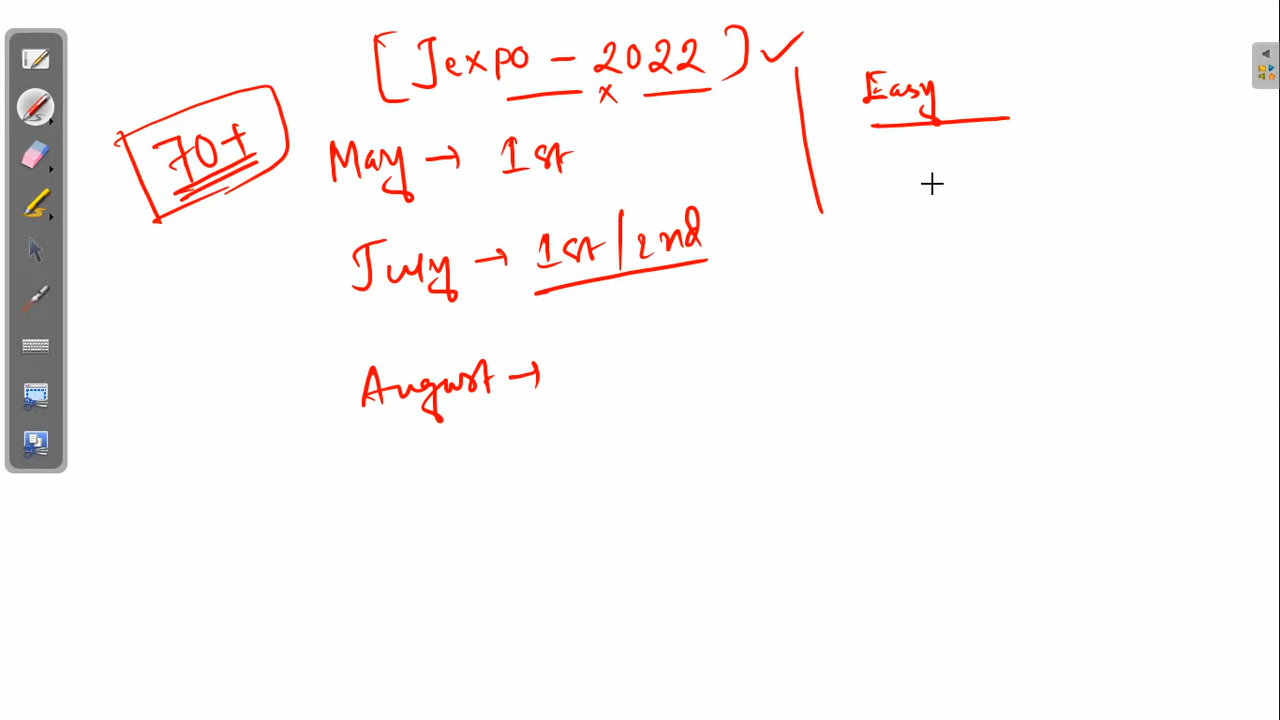 [Jexpo - 2022] ✓
x
70+
Easy
May → 1st
July → 1st | 2nd
August →